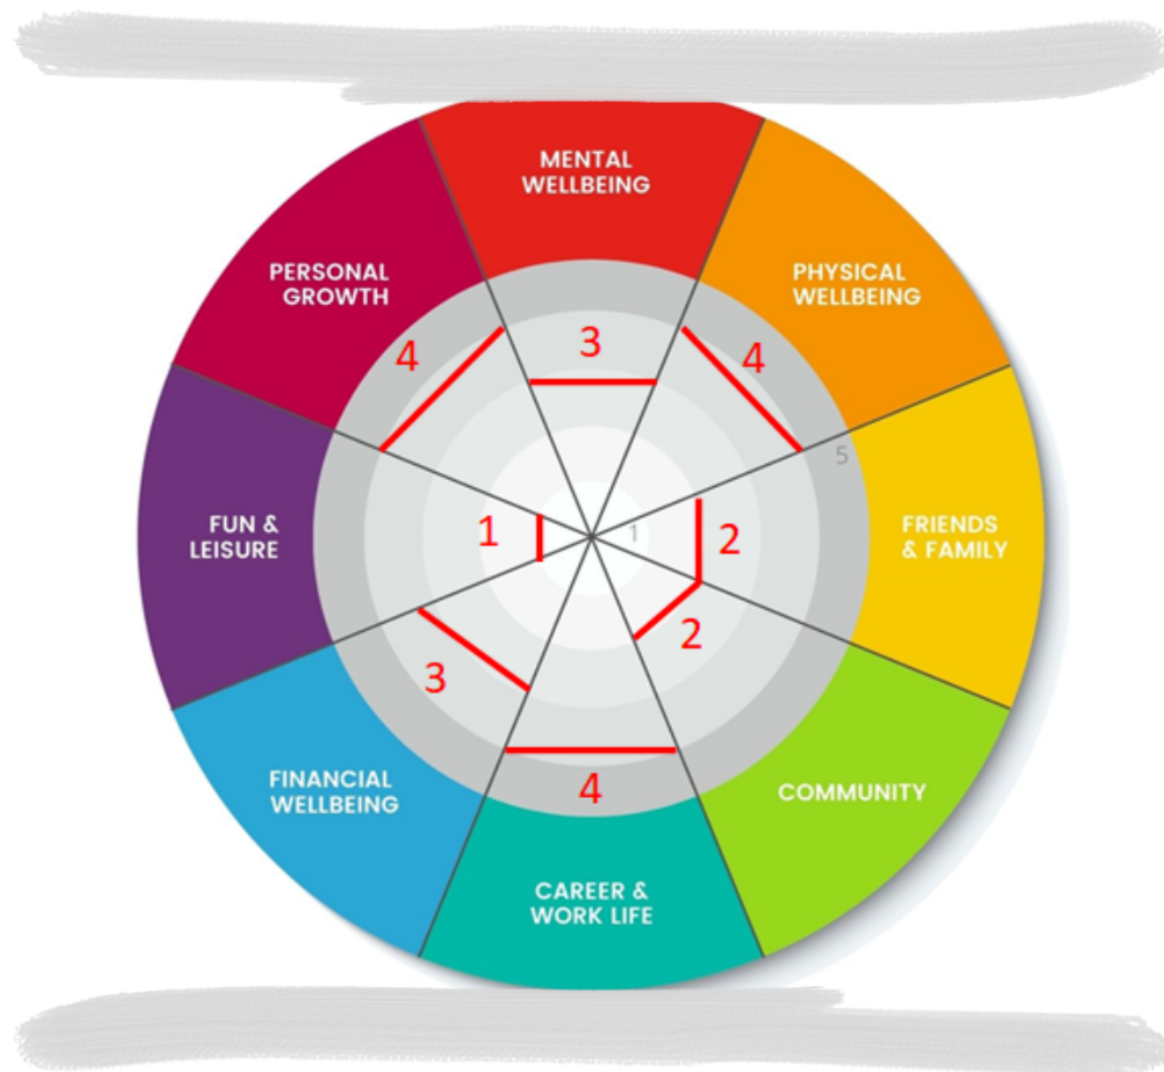 MENTAL
WELLBEING
PERSONAL
GROWTH
PHYSICAL
WELLBEING
3
4
4
5
FUN &
LEISURE
1
1
2
FRIENDS
& FAMILY
2
3
FINANCIAL
WELLBEING
4
COMMUNITY
CAREER &
WORK LIFE